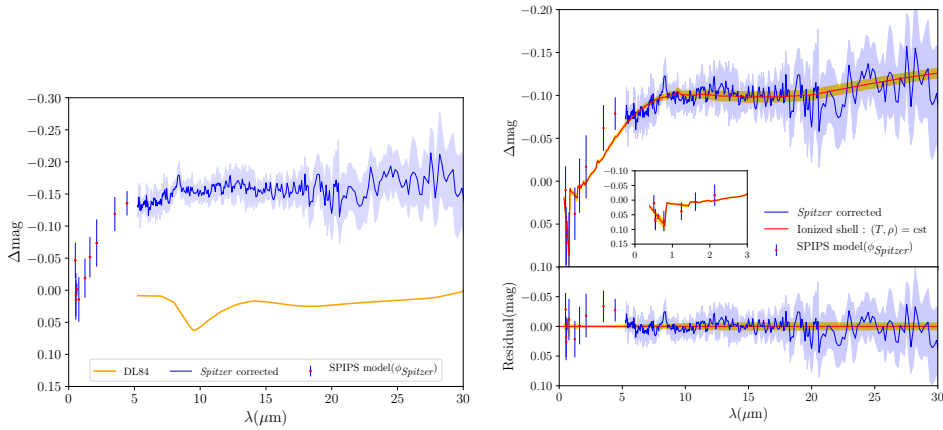 −0.30
−0.25
−0.20
−0.15
−0.10
−0.05
0.00
0.05
0.10
0.15
Δmag
DL84
Spitzer corrected
SPIPS model(ϕ_Spitzer)
0 5 10 15 20 25 30
λ(μm)
−0.20
−0.15
−0.10
−0.05
0.00
0.05
0.10
Δmag
−0.10
−0.05
0.00
0.05
0.10
0.15
0 1 2 3
Spitzer corrected
Ionized shell : (T, ρ) = cst
SPIPS model(ϕ_Spitzer)
−0.05
0.00
0.05
0.10
Residual(mag)
0 5 10 15 20 25 30
λ(μm)